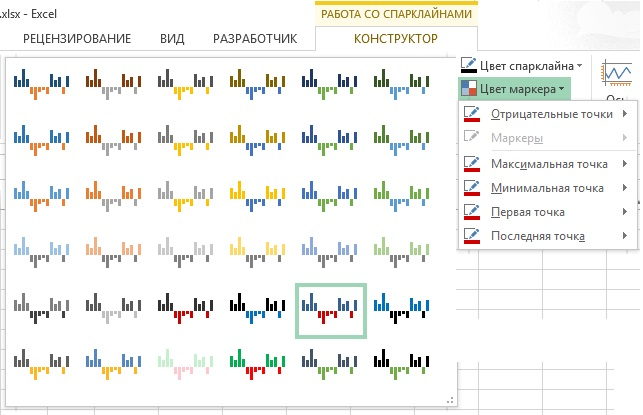 .xlsx - Excel
РАБОТА СО СПАРКЛАЙНАМИ
РЕЦЕНЗИРОВАНИЕ ВИД РАЗРАБОТЧИК КОНСТРУКТОР
Цвет спарклайна
Цвет маркера
Отрицательные точки
Маркеры
Максимальная точка
Минимальная точка
Первая точка
Последняя точка